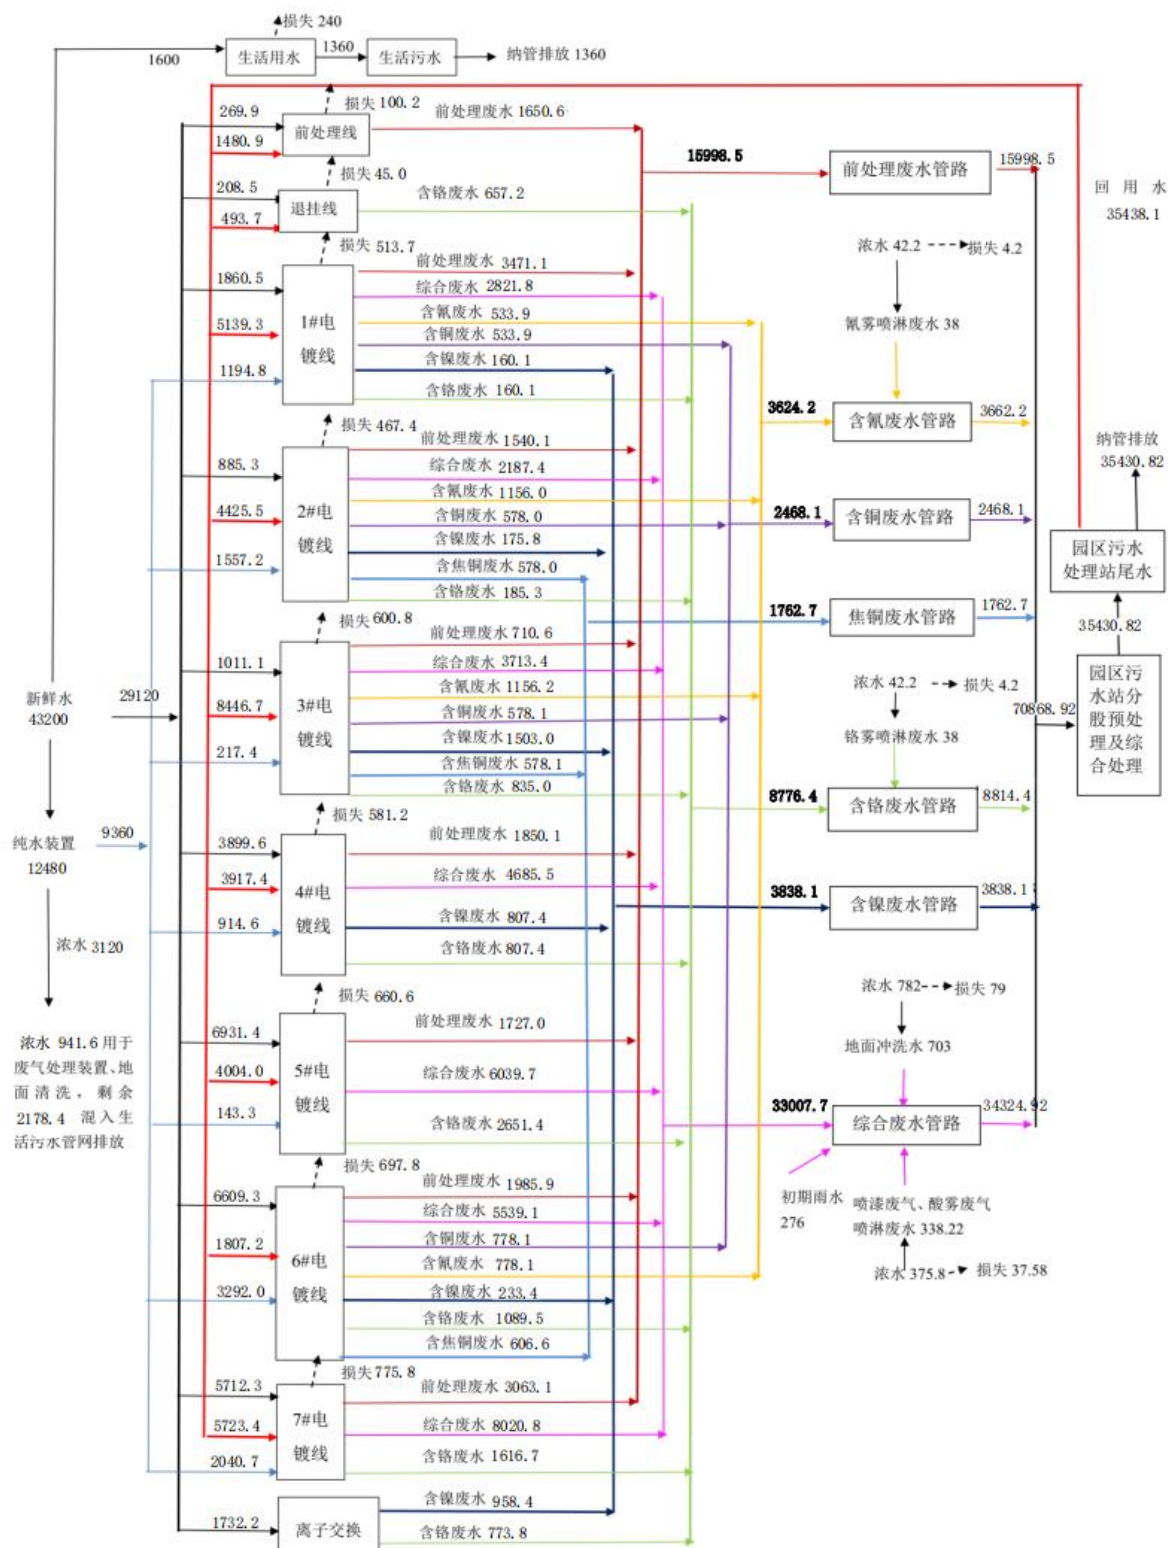 损失 240
1600
生活用水
1360
生活污水
纳管排放 1360
269.9
1480.9
前处理线
损失 100.2
前处理废水 1650.6
208.5
493.7
退挂线
损失 45.0
含铬废水 657.2
15998.5
前处理废水管路
15998.5
回 用 水
35438.1
损失 513.7
1860.5
5139.3
1194.8
1#电
镀线
前处理废水 3471.1
综合废水 2821.8
含氰废水 533.9
含铜废水 533.9
含镍废水 160.1
含铬废水 160.1
浓水 42.2
损失 4.2
氰雾喷淋废水 38
3624.2
含氰废水管路
3662.2
损失 467.4
885.3
4425.5
1557.2
2#电
镀线
前处理废水 1540.1
综合废水 2187.4
含氰废水 1156.0
含铜废水 578.0
含镍废水 175.8
含焦铜废水 578.0
含铬废水 185.3
2468.1
含铜废水管路
2468.1
纳管排放
35430.82
园区污水
处理站尾水
35430.82
园区污
水站分
股预处
理及综
合处理
70868.92
1762.7
焦铜废水管路
1762.7
损失 600.8
1011.1
8446.7
217.4
3#电
镀线
前处理废水 710.6
综合废水 3713.4
含氰废水 1156.2
含铜废水 578.1
含镍废水 1503.0
含焦铜废水 578.1
含铬废水 835.0
浓水 42.2
损失 4.2
铬雾喷淋废水 38
8776.4
含铬废水管路
8814.4
新鲜水
43200
29120
纯水装置
12480
9360
浓水 3120
浓水 941.6 用于
废气处理装置、地
面清洗，剩余
2178.4 混入生
活污水管网排放
损失 581.2
3899.6
3917.4
914.6
4#电
镀线
前处理废水 1850.1
综合废水 4685.5
含镍废水 807.4
含铬废水 807.4
3838.1
含镍废水管路
3838.1
损失 660.6
6931.4
4004.0
143.3
5#电
镀线
前处理废水 1727.0
综合废水 6039.7
含铬废水 2651.4
浓水 782
损失 79
地面冲洗水 703
33007.7
综合废水管路
34324.92
初期雨水
276
喷漆废气、酸雾废气
喷淋废水 338.22
浓水 375.8
损失 37.58
损失 697.8
6609.3
1807.2
3292.0
6#电
镀线
前处理废水 1985.9
综合废水 5539.1
含铜废水 778.1
含氰废水 778.1
含镍废水 233.4
含铬废水 1089.5
含焦铜废水 606.6
损失 775.8
5712.3
5723.4
2040.7
7#电
镀线
前处理废水 3063.1
综合废水 8020.8
含铬废水 1616.7
1732.2
离子交换
含镍废水 958.4
含铬废水 773.8